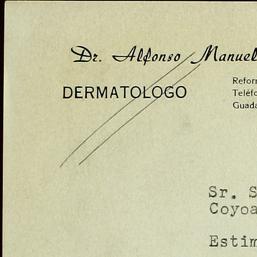 Dr. Alfonso Manuel
DERMATOLOGO
Refor
Teléfo
Guada
Sr. S
Coyoa
Estim